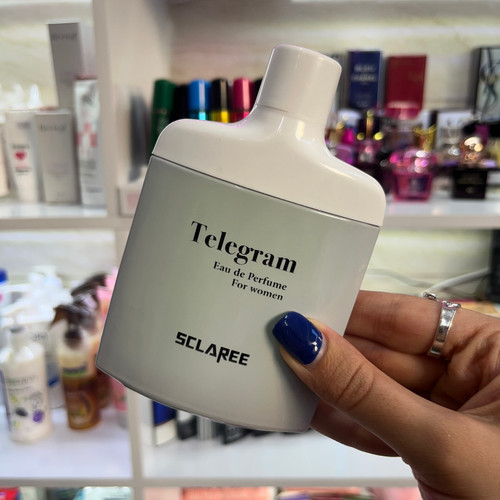 Telegram
Eau de Perfume
For women
SCLAREE